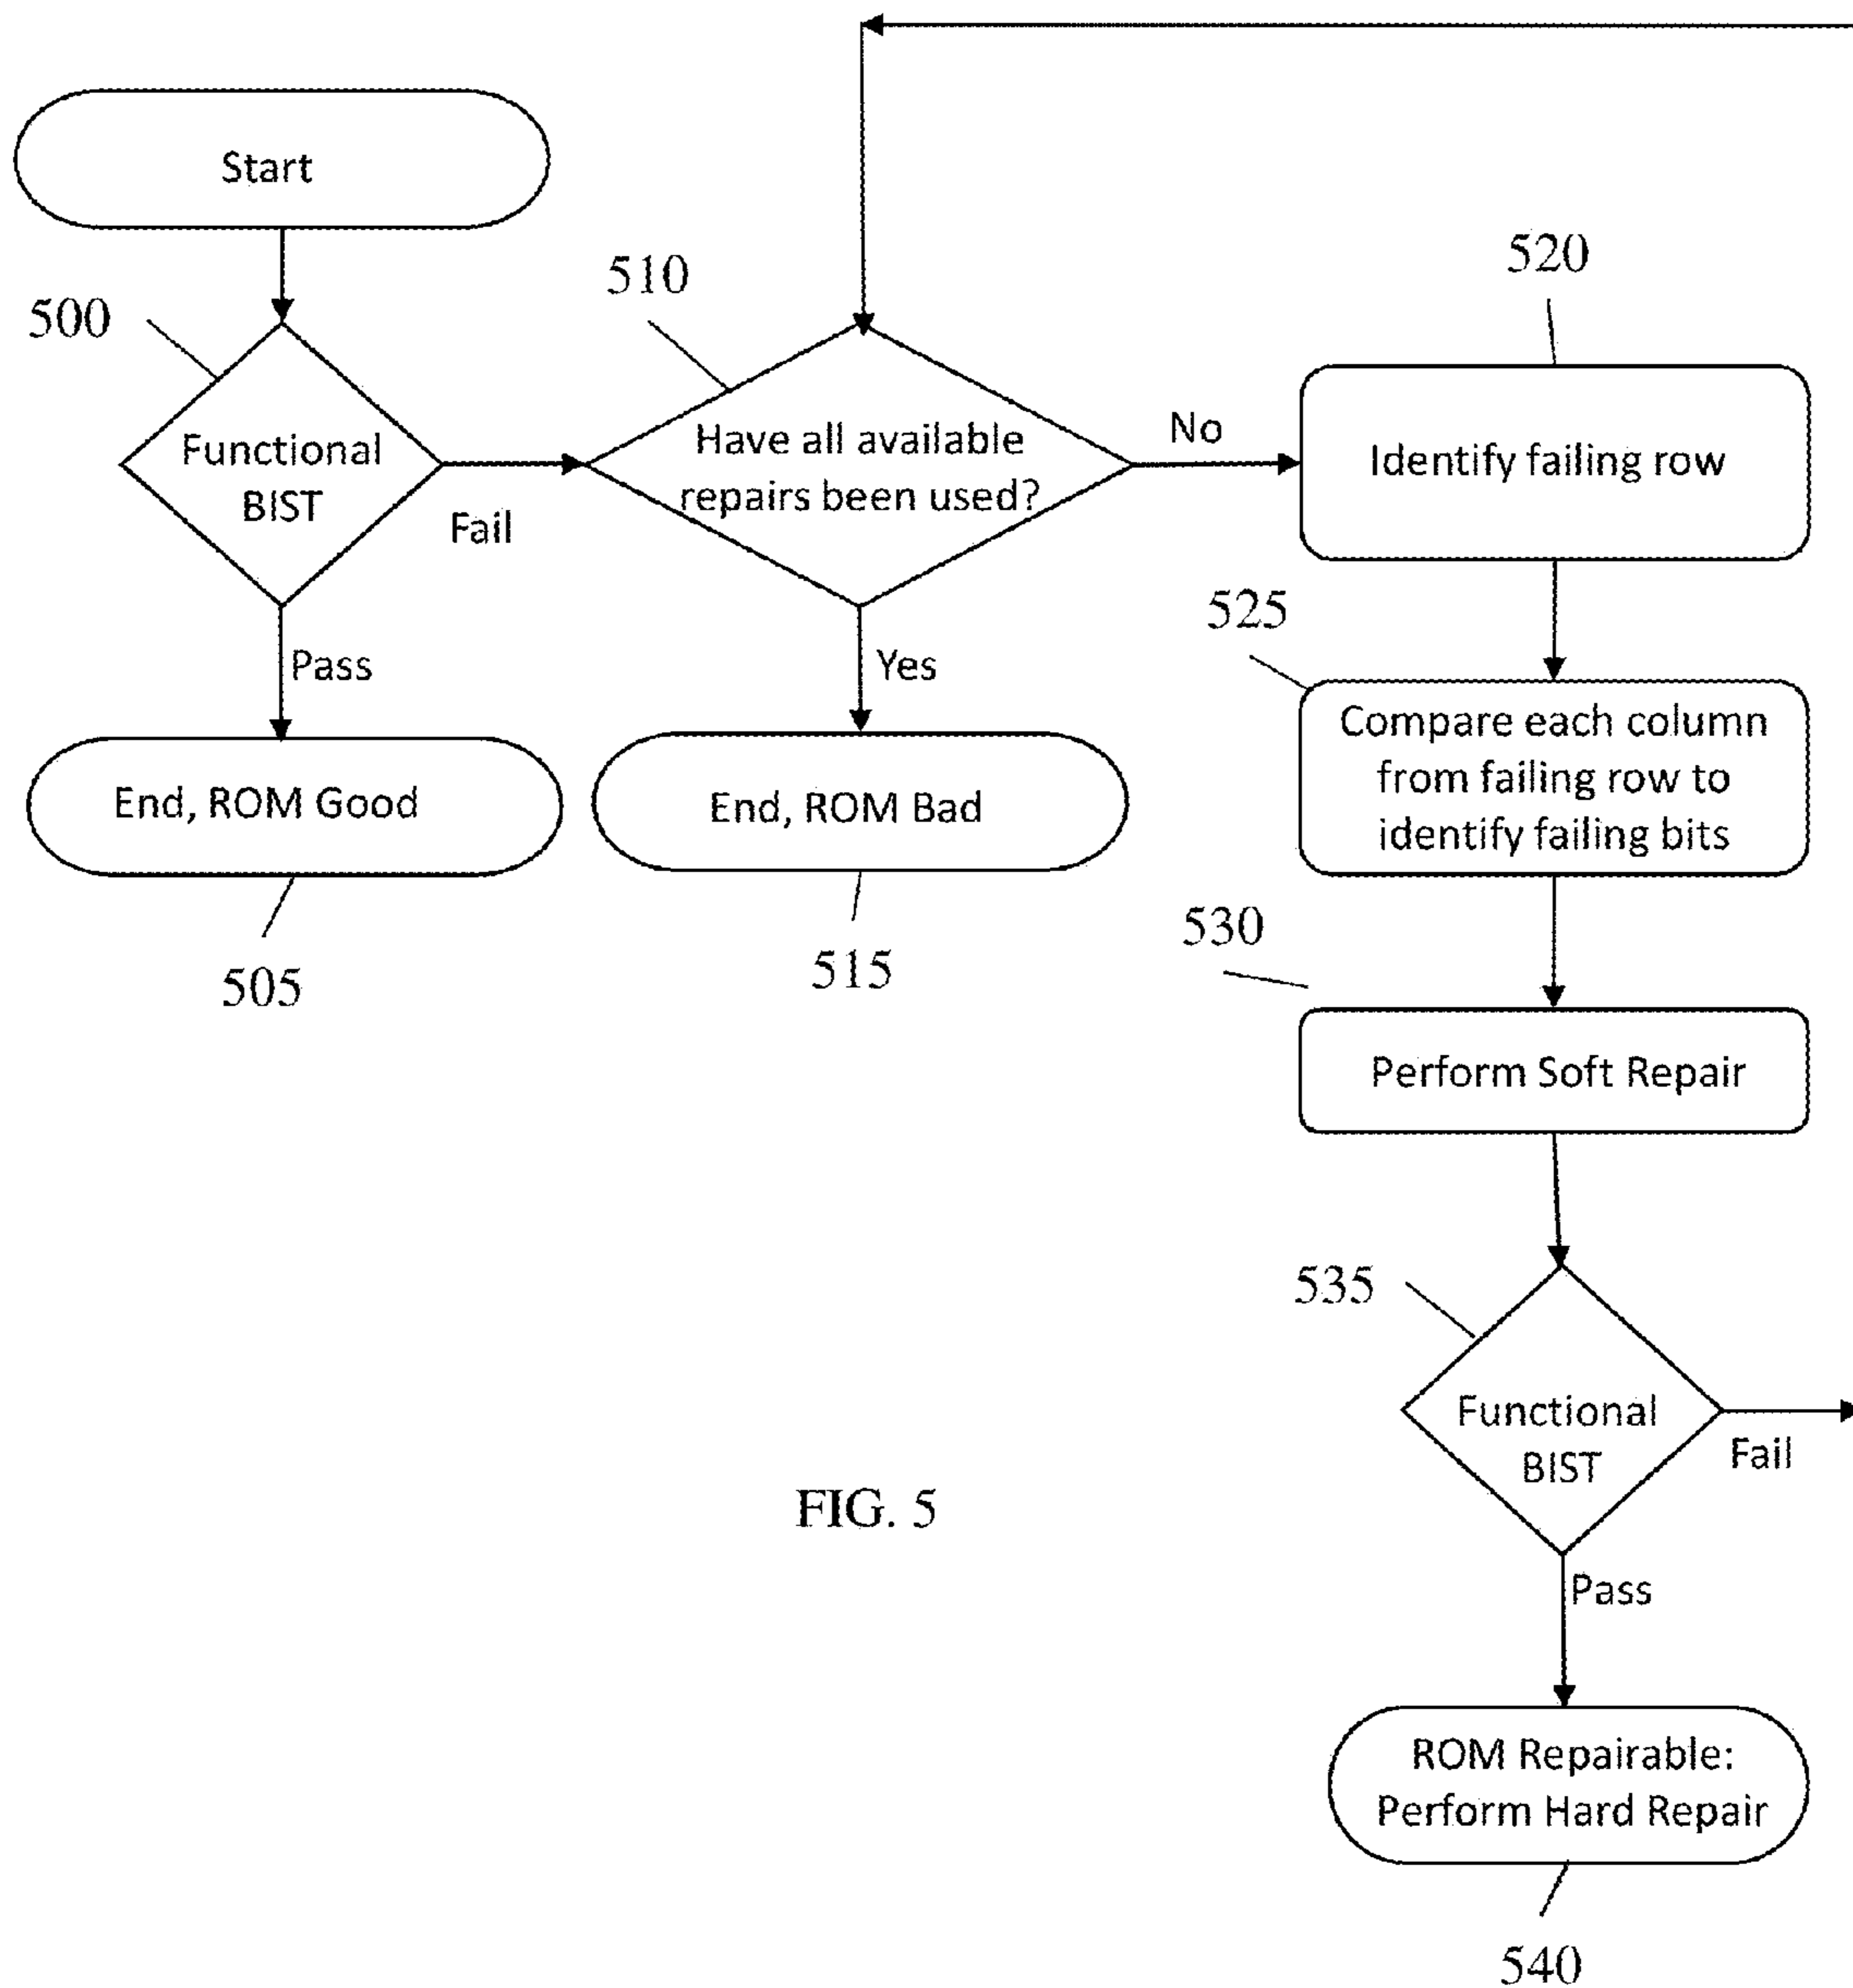 Start
500
Functional
BIST
Fail
Pass
End, ROM Good
505
510
Have all available
repairs been used?
No
Yes
End, ROM Bad
515
520
Identify failing row
525
Compare each column
from failing row to
identify failing bits
530
Perform Soft Repair
535
Functional
BIST
Fail
Pass
ROM Repairable:
Perform Hard Repair
540
FIG. 5